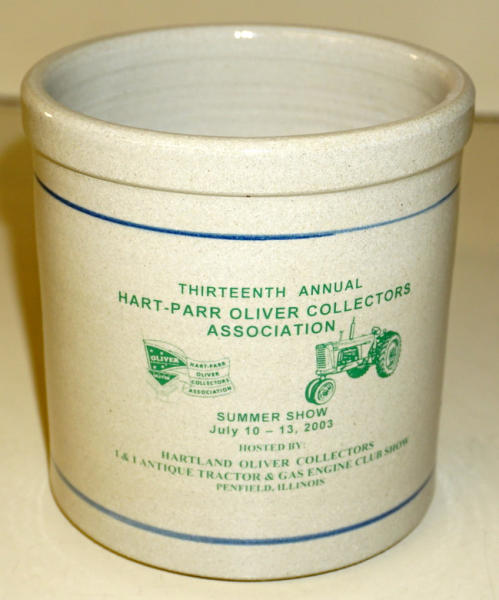 THIRTEENTH ANNUAL
HART-PARR OLIVER COLLECTORS
ASSOCIATION
OLIVER
HART-PARR
OLIVER
COLLECTORS
ASSOCIATION
SUMMER SHOW
July 10 – 13, 2003
HOSTED BY:
HARTLAND OLIVER COLLECTORS
I & I ANTIQUE TRACTOR & GAS ENGINE CLUB SHOW
PENFIELD, ILLINOIS